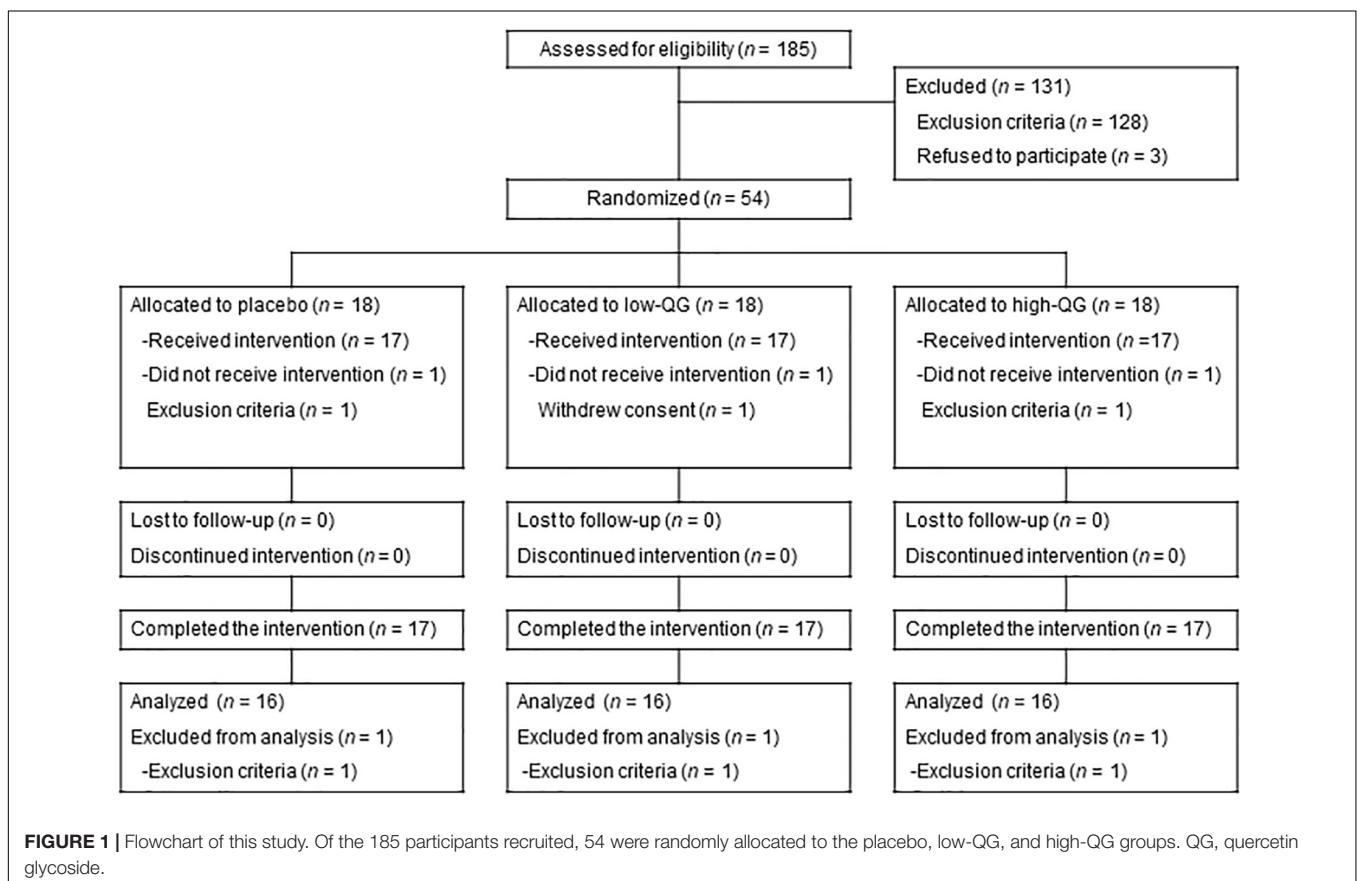 Assessed for eligibility (n = 185)
Excluded (n = 131)
Exclusion criteria (n = 128)
Refused to participate (n = 3)
Randomized (n = 54)
Allocated to placebo (n = 18)
-Received intervention (n = 17)
-Did not receive intervention (n = 1)
Exclusion criteria (n = 1)
Allocated to low-QG (n = 18)
-Received intervention (n = 17)
-Did not receive intervention (n = 1)
Withdrew consent (n = 1)
Allocated to high-QG (n = 18)
-Received intervention (n =17)
-Did not receive intervention (n = 1)
Exclusion criteria (n = 1)
Lost to follow-up (n = 0)
Discontinued intervention (n = 0)
Lost to follow-up (n = 0)
Discontinued intervention (n = 0)
Lost to follow-up (n = 0)
Discontinued intervention (n = 0)
Completed the intervention (n = 17)
Completed the intervention (n = 17)
Completed the intervention (n = 17)
Analyzed (n = 16)
Excluded from analysis (n = 1)
-Exclusion criteria (n = 1)
Analyzed (n = 16)
Excluded from analysis (n = 1)
-Exclusion criteria (n = 1)
Analyzed (n = 16)
Excluded from analysis (n = 1)
-Exclusion criteria (n = 1)
FIGURE 1 | Flowchart of this study. Of the 185 participants recruited, 54 were randomly allocated to the placebo, low-QG, and high-QG groups. QG, quercetin
glycoside.